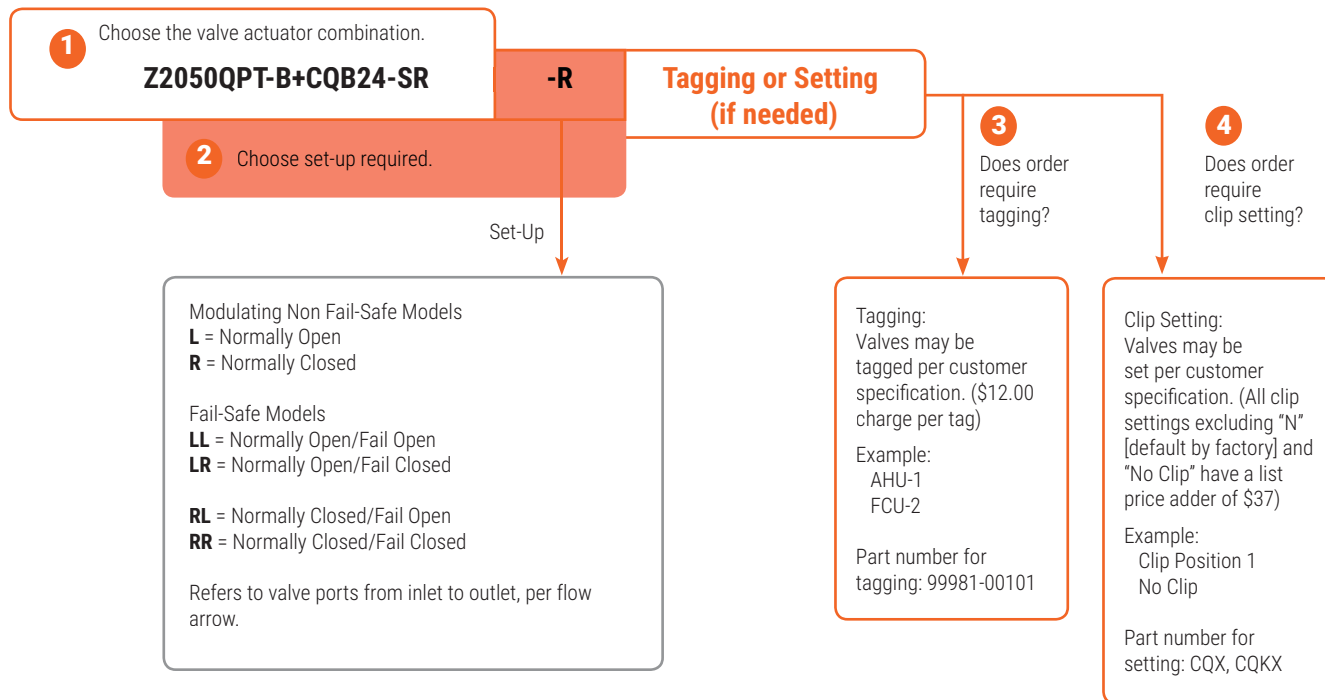 1
Choose the valve actuator combination.
Z2050QPT-B+CQB24-SR
-R
Tagging or Setting
(if needed)
2
Choose set-up required.
Set-Up
Modulating Non Fail-Safe Models
L = Normally Open
R = Normally Closed
Fail-Safe Models
LL = Normally Open/Fail Open
LR = Normally Open/Fail Closed
RL = Normally Closed/Fail Open
RR = Normally Closed/Fail Closed
Refers to valve ports from inlet to outlet, per flow
arrow.
3
Does order
require
tagging?
Tagging:
Valves may be
tagged per customer
specification. ($12.00
charge per tag)
Example:
AHU-1
FCU-2
Part number for
tagging: 99981-00101
4
Does order
require
clip setting?
Clip Setting:
Valves may be
set per customer
specification. (All clip
settings excluding “N”
[default by factory] and
“No Clip” have a list
price adder of $37)
Example:
Clip Position 1
No Clip
Part number for
setting: CQX, CQKX